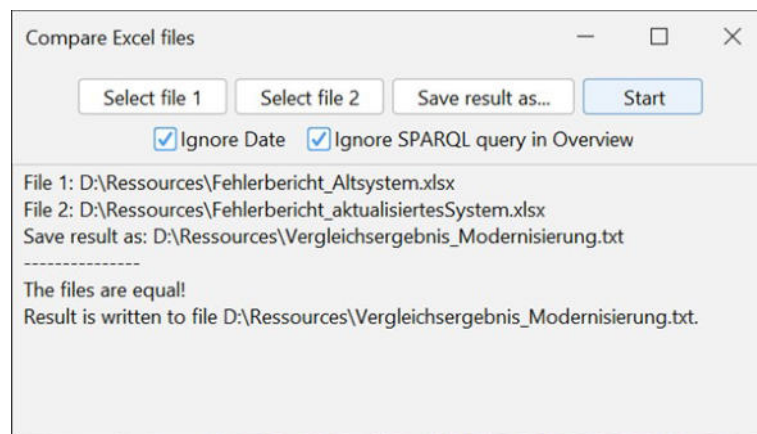 Compare Excel files
Select file 1 Select file 2 Save result as... Start
Ignore Date Ignore SPARQL query in Overview
File 1: D:\Ressources\Fehlerbericht_Altsystem.xlsx
File 2: D:\Ressources\Fehlerbericht_aktualisiertesSystem.xlsx
Save result as: D:\Ressources\Vergleichsergebnis_Modernisierung.txt
---------------
The files are equal!
Result is written to file D:\Ressources\Vergleichsergebnis_Modernisierung.txt.